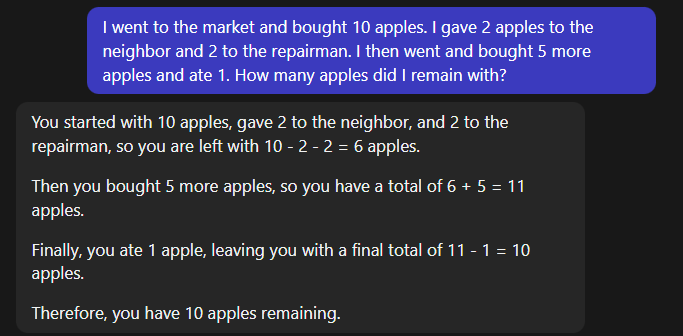 I went to the market and bought 10 apples. I gave 2 apples to the
neighbor and 2 to the repairman. I then went and bought 5 more
apples and ate 1. How many apples did I remain with?
You started with 10 apples, gave 2 to the neighbor, and 2 to the
repairman, so you are left with 10 - 2 - 2 = 6 apples.
Then you bought 5 more apples, so you have a total of 6 + 5 = 11
apples.
Finally, you ate 1 apple, leaving you with a final total of 11 - 1 = 10
apples.
Therefore, you have 10 apples remaining.